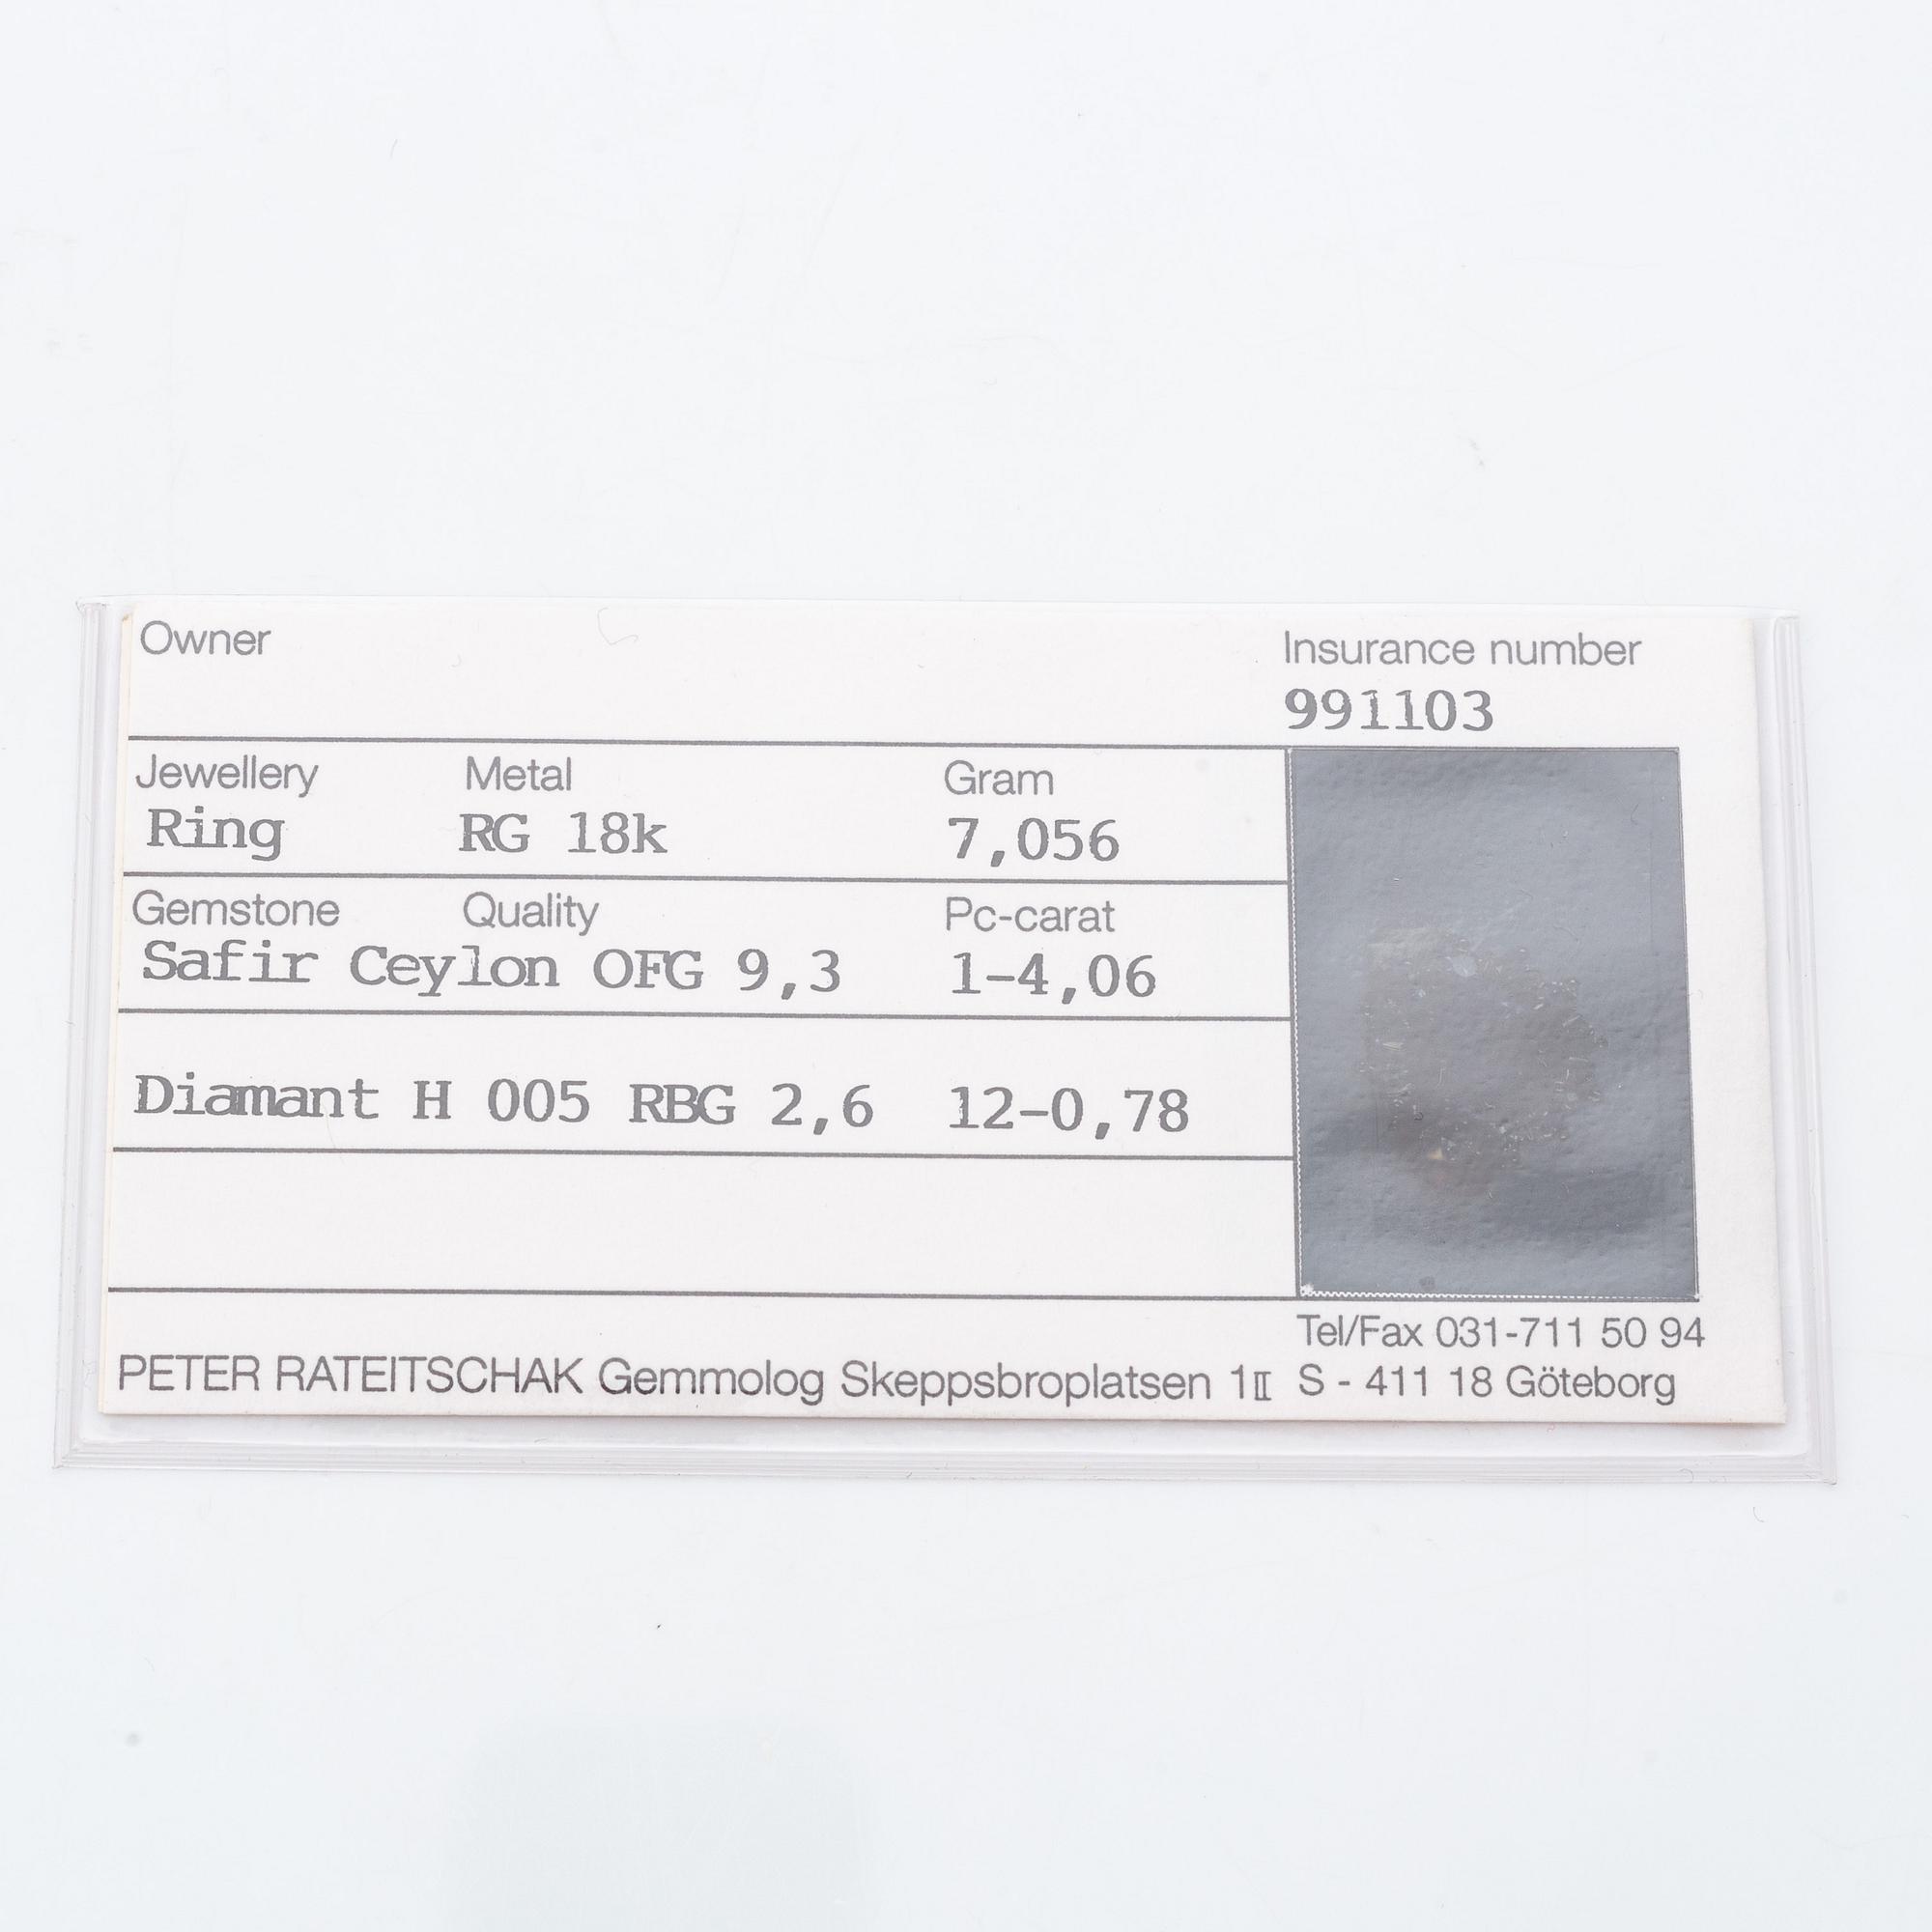 Owner Insurance number
991103
Jewellery Metal Gram
Ring RG 18k 7,056
Gemstone Quality Pc-carat
Safir Ceylon OFG 9,3 1-4,06
Diamant H 005 RBG 2,6 12-0,78
Tel/Fax 031-711 50 94
PETER RATEITSCHAK Gemmolog Skeppsbroplatsen 1 II S - 411 18 Göteborg